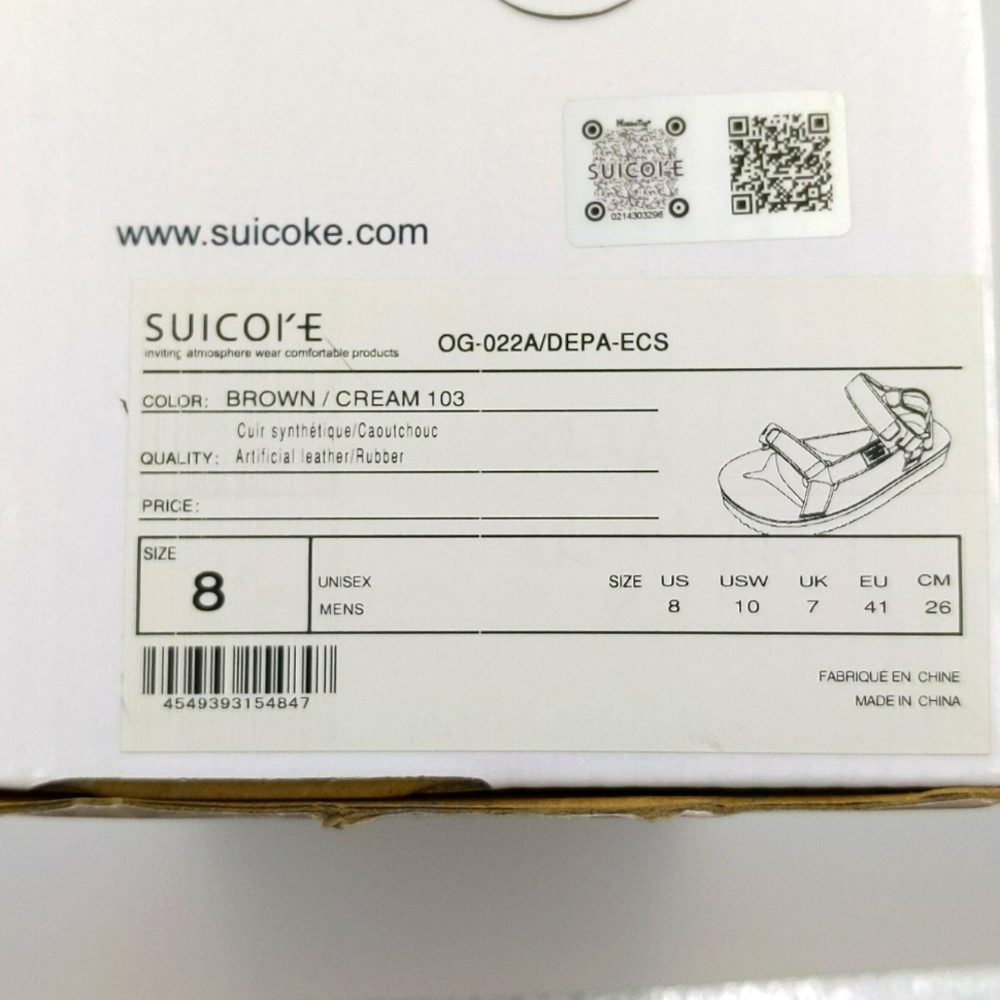 SUICOKE
0214303296
www.suicoke.com
SUICOKE
inviting atmosphere wear comfortable products
OG-022A/DEPA-ECS
COLOR: BROWN / CREAM 103
Cuir synthétique/Caoutchouc
QUALITY: Artificial leather/Rubber
PRICE:
SIZE
8
UNISEX
MENS
SIZE US USW UK EU CM
8 10 7 41 26
4549393154847
FABRIQUÉ EN CHINE
MADE IN CHINA